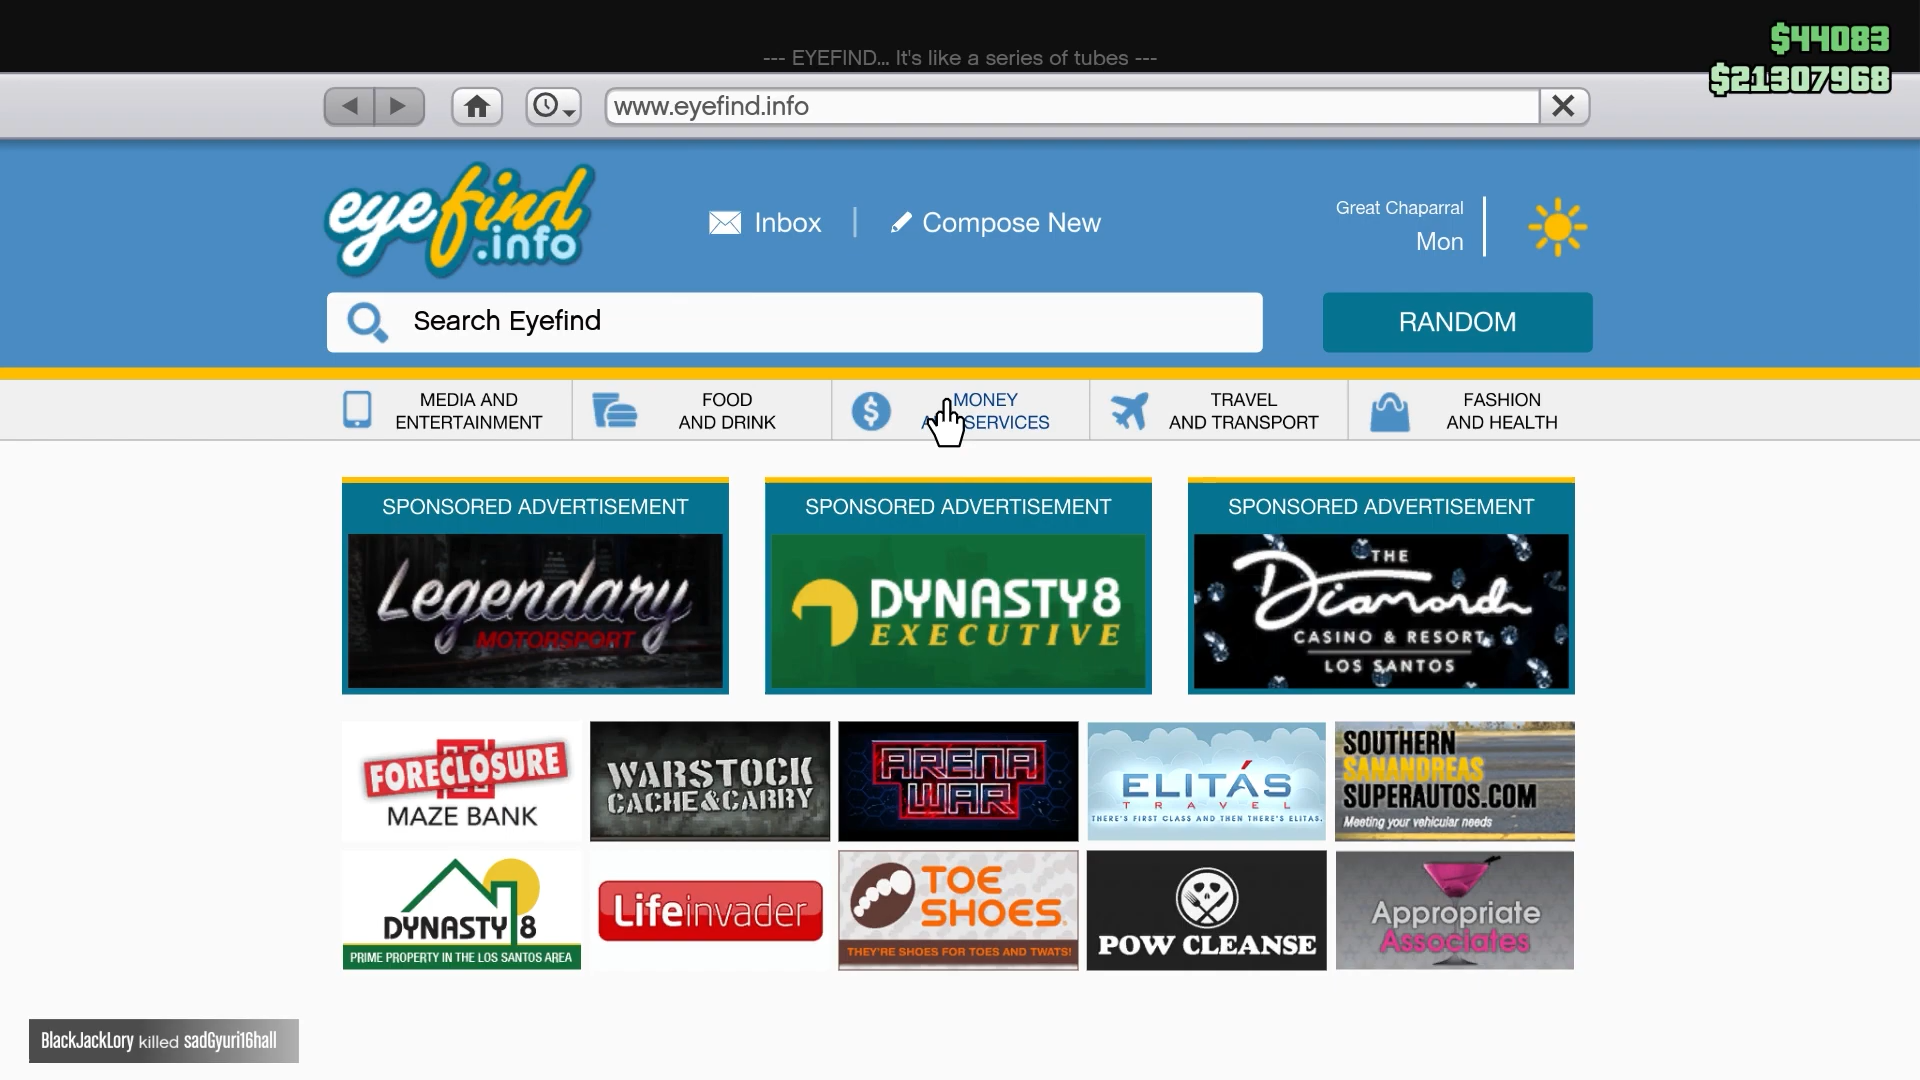 --- EYEFIND... It's like a series of tubes ---
$44083
$21307968
www.eyefind.info
eyefind
.info
Inbox
Compose New
Great Chaparral
Mon
Search Eyefind
RANDOM
MEDIA AND
ENTERTAINMENT
FOOD
AND DRINK
MONEY
SERVICES
TRAVEL
AND TRANSPORT
FASHION
AND HEALTH
SPONSORED ADVERTISEMENT
Legendary
MOTORSPORT
SPONSORED ADVERTISEMENT
DYNASTY8
EXECUTIVE
SPONSORED ADVERTISEMENT
THE
Diamond
CASINO & RESORT
LOS SANTOS
FORECLOSURE
MAZE BANK
WARSTOCK
CACHE&CARRY
ARENA
WAR
ELITÁS
TRAVEL
THERE'S FIRST CLASS AND THEN THERE'S ELITAS.
SOUTHERN
SANANDREAS
SUPERAUTOS.COM
Meeting your vehicular needs
DYNASTY 8
PRIME PROPERTY IN THE LOS SANTOS AREA
Lifeinvader
TOE
SHOES
THEY'RE SHOES FOR TOES AND TWATS!
POW CLEANSE
Appropriate
Associates
BlackJackLory killed sadGyuri16hall